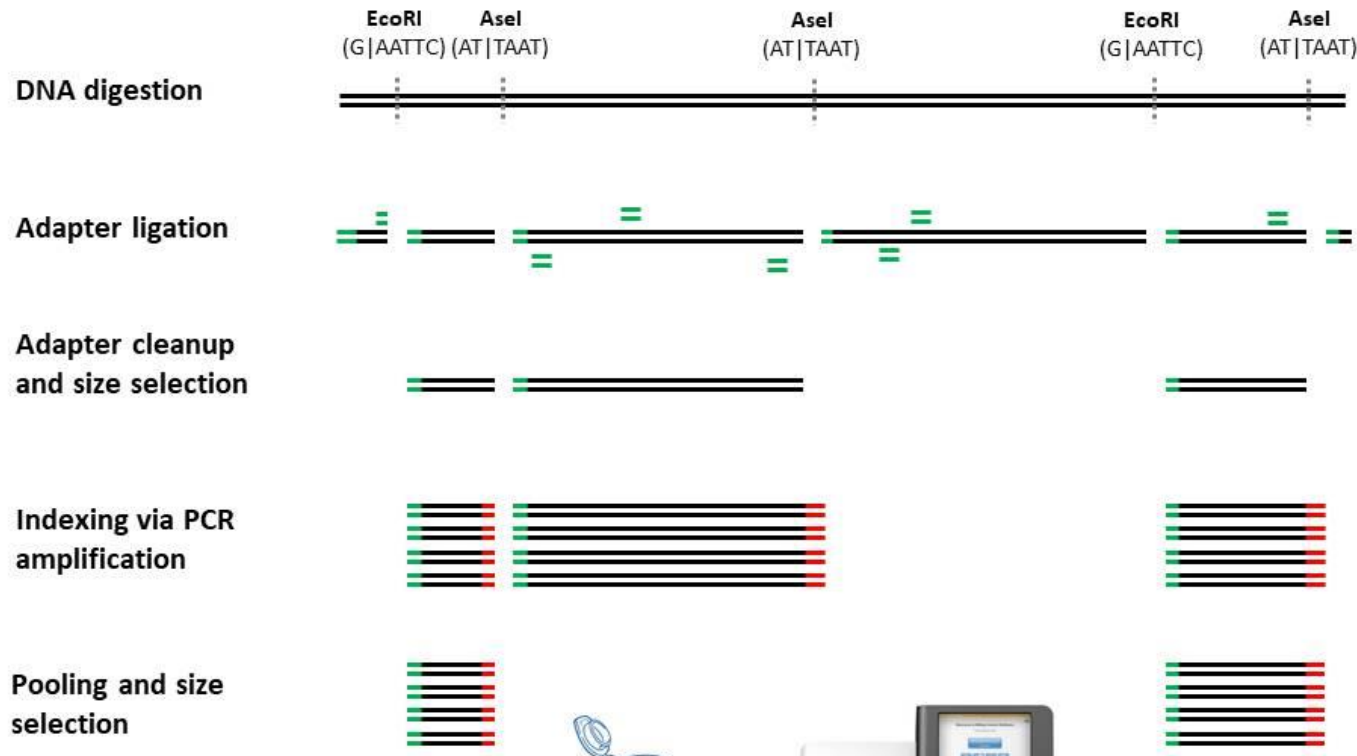 EcoRI AseI AseI EcoRI AseI
(G|AATTC) (AT|TAAT) (AT|TAAT) (G|AATTC) (AT|TAAT)
DNA digestion
Adapter ligation
Adapter cleanup
and size selection
Indexing via PCR
amplification
Pooling and size
selection